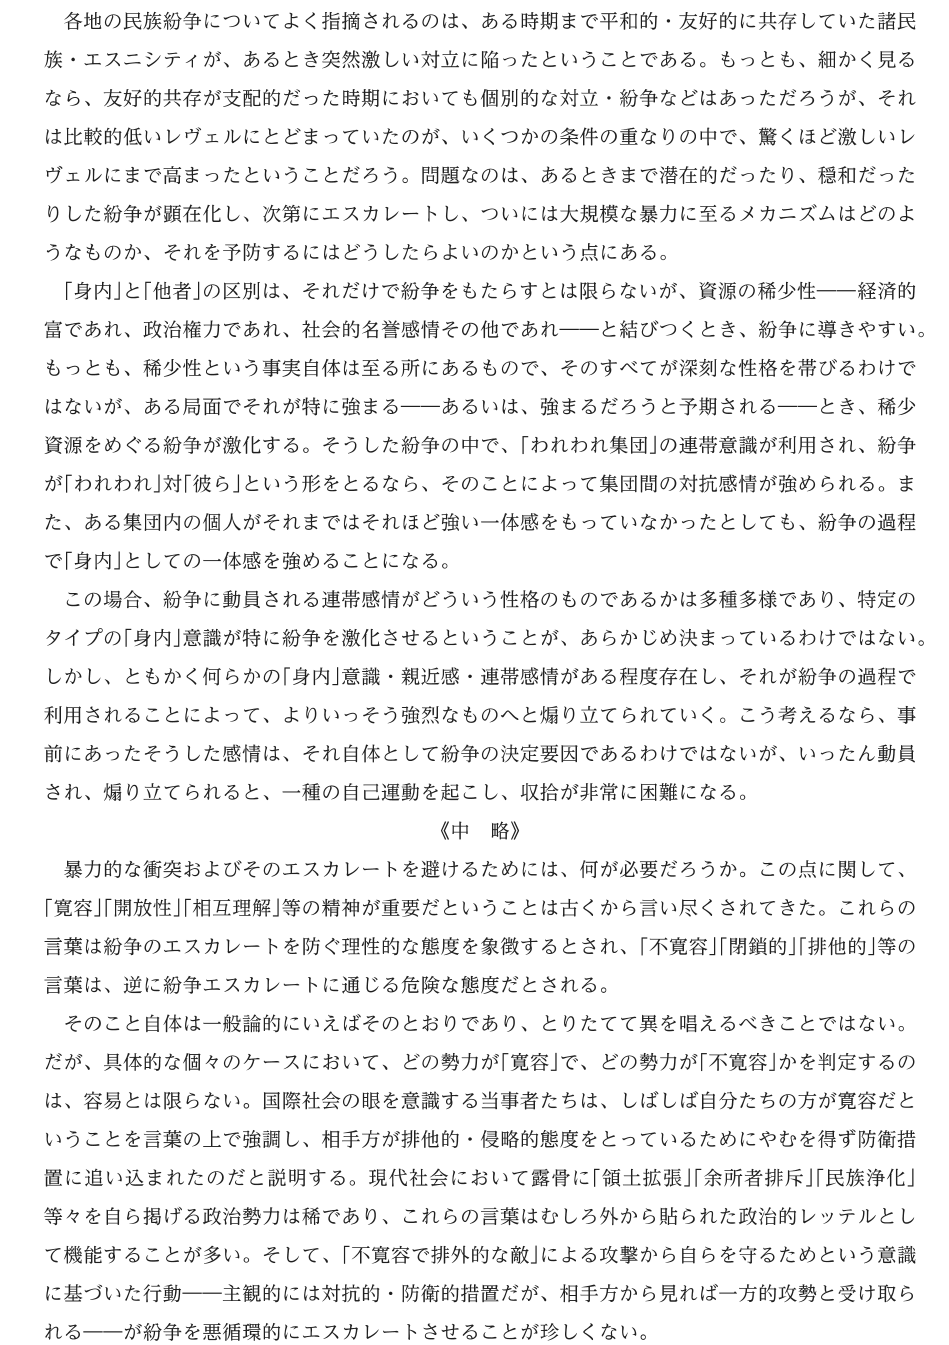 各地の民族紛争についてよく指摘されるのは、ある時期まで平和的・友好的に共存していた諸民
族・エスニシティが、あるとき突然激しい対立に陥ったということである。もっとも、細かく見る
なら、友好的共存が支配的だった時期においても個別的な対立・紛争などはあっただろうが、それ
は比較的低いレヴェルにとどまっていたのが、いくつかの条件の重なりの中で、驚くほど激しいレ
ヴェルにまで高まったということだろう。問題なのは、あるときまで潜在的だったり、穏和だった
りした紛争が顕在化し、次第にエスカレートし、ついには大規模な暴力に至るメカニズムはどのよ
うなものか、それを予防するにはどうしたらよいのかという点にある。
「身内」と「他者」の区別は、それだけで紛争をもたらすとは限らないが、資源の稀少性――経済的
富であれ、政治権力であれ、社会的名誉感情その他であれ――と結びつくとき、紛争に導きやすい。
もっとも、稀少性という事実自体は至る所にあるもので、そのすべてが深刻な性格を帯びるわけで
はないが、ある局面でそれが特に強まる――あるいは、強まるだろうと予期される――とき、稀少
資源をめぐる紛争が激化する。そうした紛争の中で、「われわれ集団」の連帯意識が利用され、紛争
が「われわれ」対「彼ら」という形をとるなら、そのことによって集団間の対抗感情が強められる。ま
た、ある集団内の個人がそれまではそれほど強い一体感をもっていなかったとしても、紛争の過程
で「身内」としての一体感を強めることになる。
この場合、紛争に動員される連帯感情がどういう性格のものであるかは多種多様であり、特定の
タイプの「身内」意識が特に紛争を激化させるということが、あらかじめ決まっているわけではない。
しかし、ともかく何らかの「身内」意識・親近感・連帯感情がある程度存在し、それが紛争の過程で
利用されることによって、よりいっそう強烈なものへと煽り立てられていく。こう考えるなら、事
前にあったそうした感情は、それ自体として紛争の決定要因であるわけではないが、いったん動員
され、煽り立てられると、一種の自己運動を起こし、収拾が非常に困難になる。
《中　略》
暴力的な衝突およびそのエスカレートを避けるためには、何が必要だろうか。この点に関して、
「寛容」「開放性」「相互理解」等の精神が重要だということは古くから言い尽くされてきた。これらの
言葉は紛争のエスカレートを防ぐ理性的な態度を象徴するとされ、「不寛容」「閉鎖的」「排他的」等の
言葉は、逆に紛争エスカレートに通じる危険な態度だとされる。
そのこと自体は一般論的にいえばそのとおりであり、とりたてて異を唱えるべきことではない。
だが、具体的な個々のケースにおいて、どの勢力が「寛容」で、どの勢力が「不寛容」かを判定するの
は、容易とは限らない。国際社会の眼を意識する当事者たちは、しばしば自分たちの方が寛容だと
いうことを言葉の上で強調し、相手方が排他的・侵略的態度をとっているためにやむを得ず防衛措
置に追い込まれたのだと説明する。現代社会において露骨に「領土拡張」「余所者排斥」「民族浄化」
等々を自ら掲げる政治勢力は稀であり、これらの言葉はむしろ外から貼られた政治的レッテルとし
て機能することが多い。そして、「不寛容で排外的な敵」による攻撃から自らを守るためという意識
に基づいた行動――主観的には対抗的・防衛的措置だが、相手方から見れば一方的攻勢と受け取ら
れる――が紛争を悪循環的にエスカレートさせることが珍しくない。